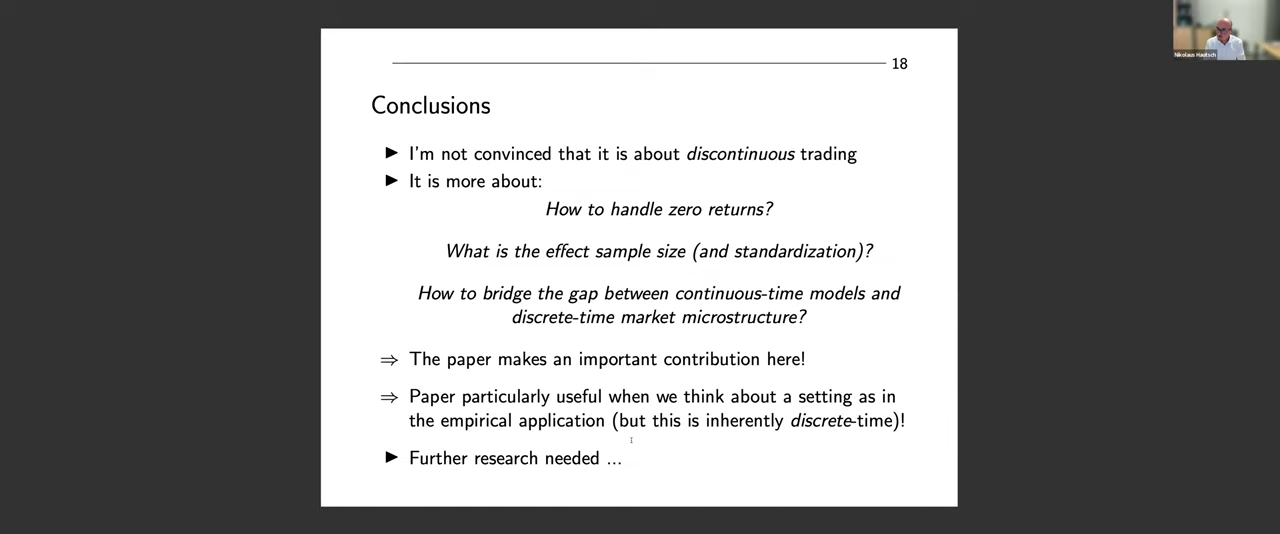 Nikolaus Hautsch
18
Conclusions
▶ I'm not convinced that it is about discontinuous trading
▶ It is more about:
How to handle zero returns?
What is the effect sample size (and standardization)?
How to bridge the gap between continuous-time models and
discrete-time market microstructure?
⇒ The paper makes an important contribution here!
⇒ Paper particularly useful when we think about a setting as in
the empirical application (but this is inherently discrete-time)!
▶ Further research needed ...